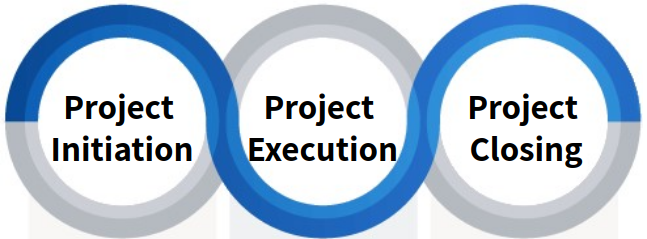 Project
Initiation
Project
Execution
Project
Closing